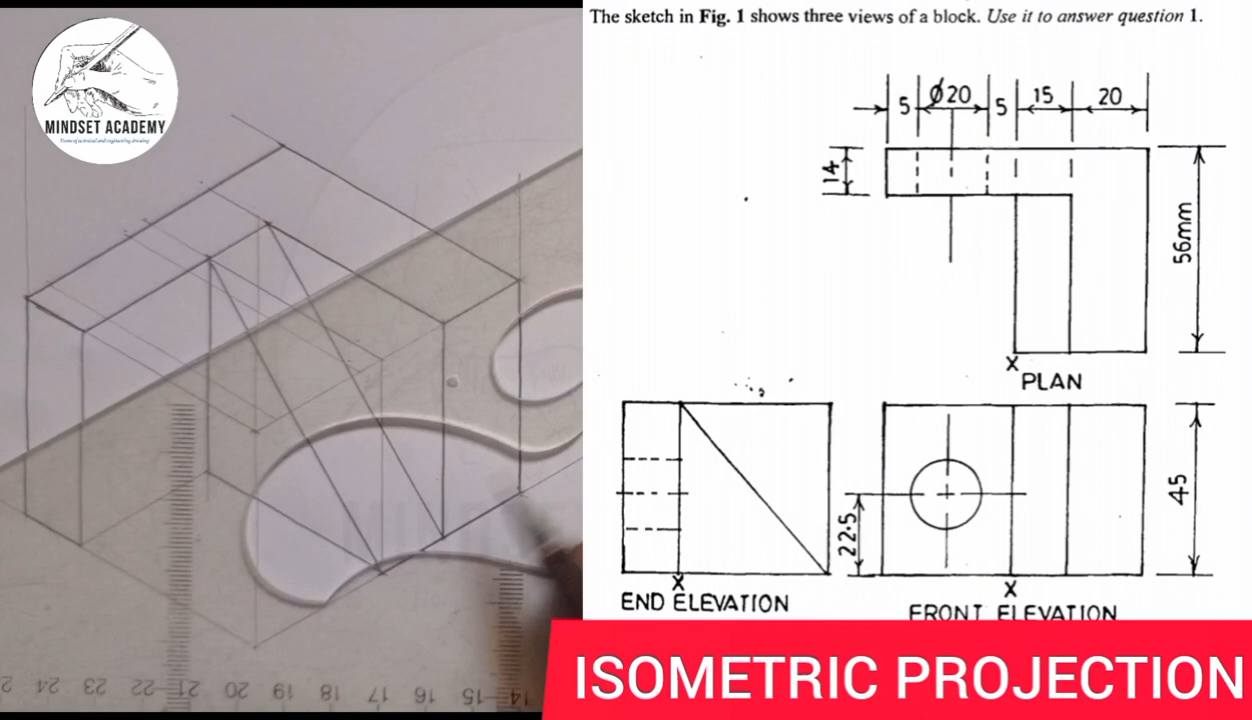 MINDSET ACADEMY
Home of technical and engineering drawing
The sketch in Fig. 1 shows three views of a block. Use it to answer question 1.
5 ϕ20 5 15 20
14
56mm
X
PLAN
22.5
45
X
END ELEVATION
X
FRONT ELEVATION
ISOMETRIC PROJECTION
24 23 22 21 20 19 18 17 16 15 14